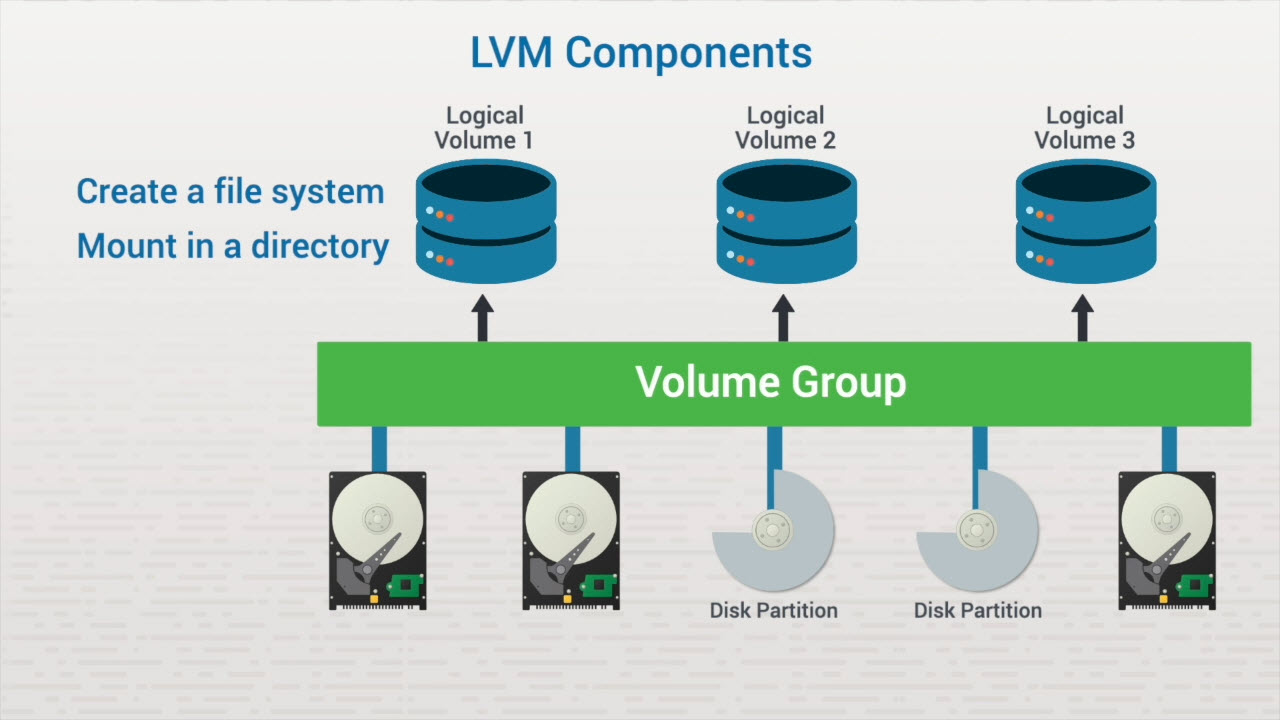 LVM Components
Logical
Volume 1
Logical
Volume 2
Logical
Volume 3
Create a file system
Mount in a directory
Volume Group
Disk Partition
Disk Partition